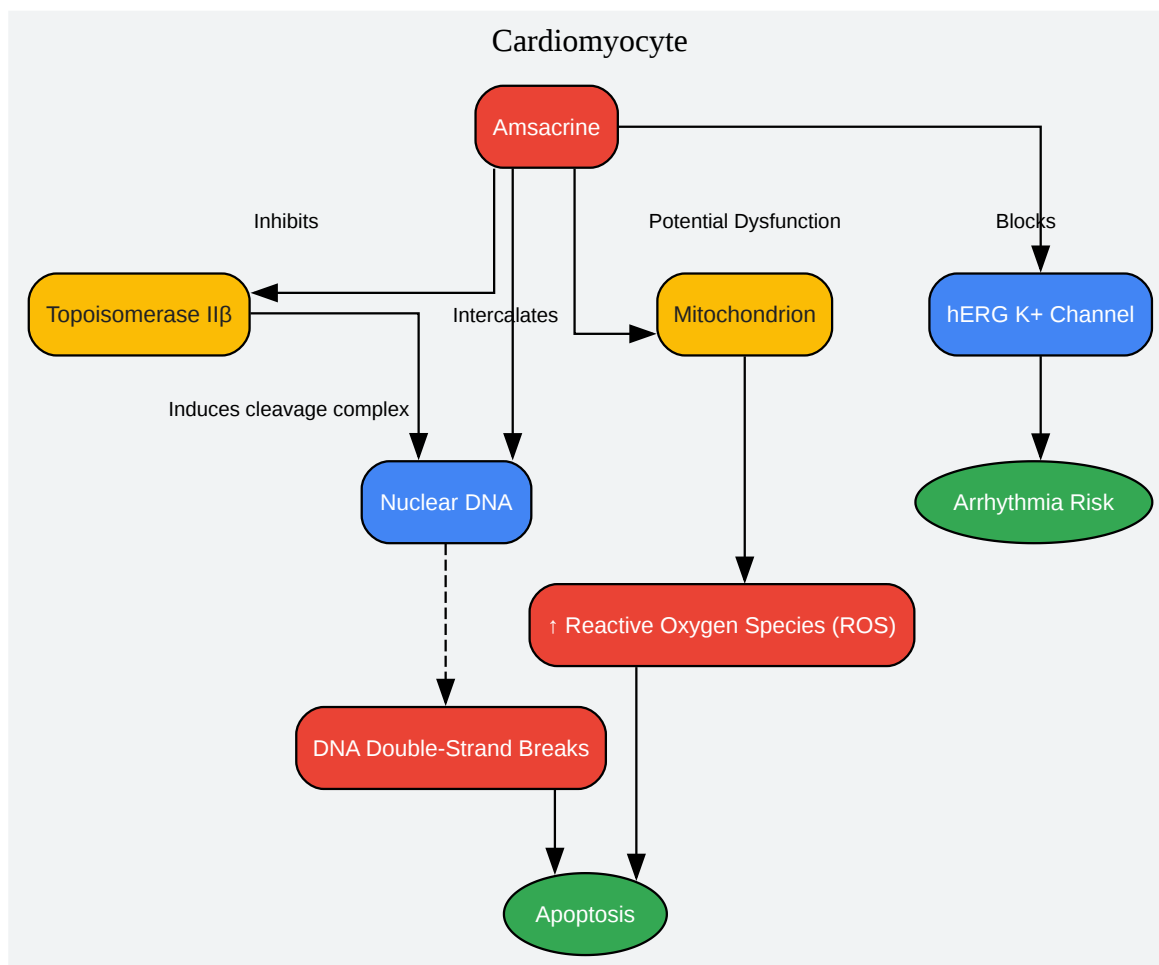 Cardiomyocyte
Amsacrine
Inhibits
Potential Dysfunction
Blocks
Topoisomerase IIβ
Intercalates
Mitochondrion
hERG K+ Channel
Induces cleavage complex
Nuclear DNA
Arrhythmia Risk
↑ Reactive Oxygen Species (ROS)
DNA Double-Strand Breaks
Apoptosis